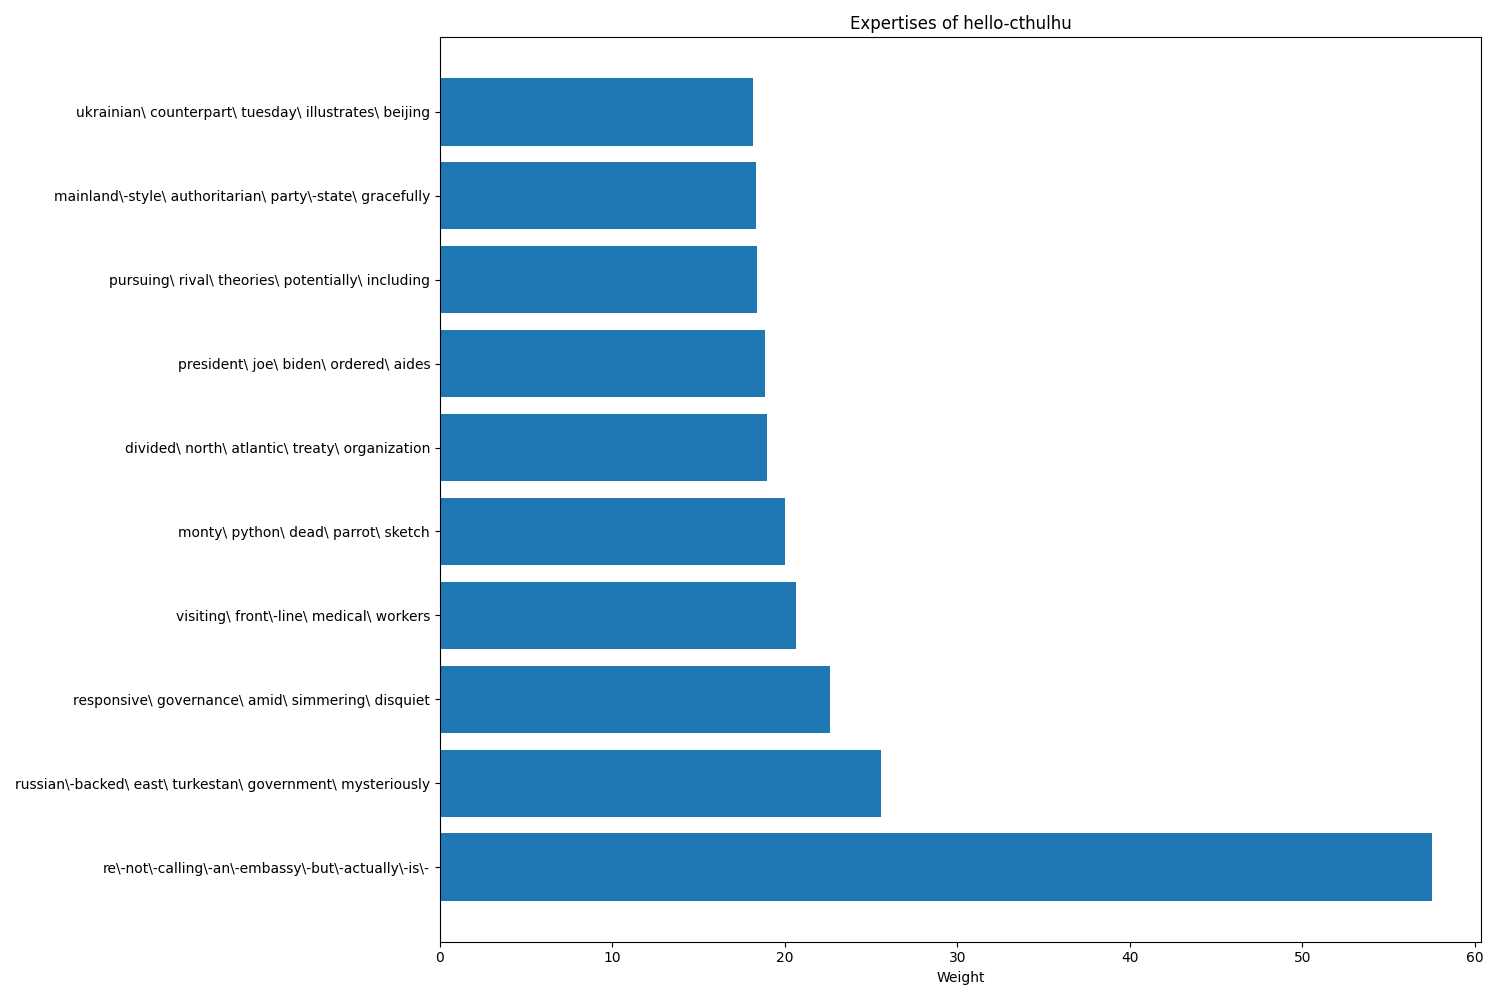 Expertises of hello-cthulhu
ukrainian\ counterpart\ tuesday\ illustrates\ beijing
mainland\-style\ authoritarian\ party\-state\ gracefully
pursuing\ rival\ theories\ potentially\ including
president\ joe\ biden\ ordered\ aides
divided\ north\ atlantic\ treaty\ organization
monty\ python\ dead\ parrot\ sketch
visiting\ front\-line\ medical\ workers
responsive\ governance\ amid\ simmering\ disquiet
russian\-backed\ east\ turkestan\ government\ mysteriously
re\-not\-calling\-an\-embassy\-but\-actually\-is\-
0 10 20 30 40 50 60
Weight